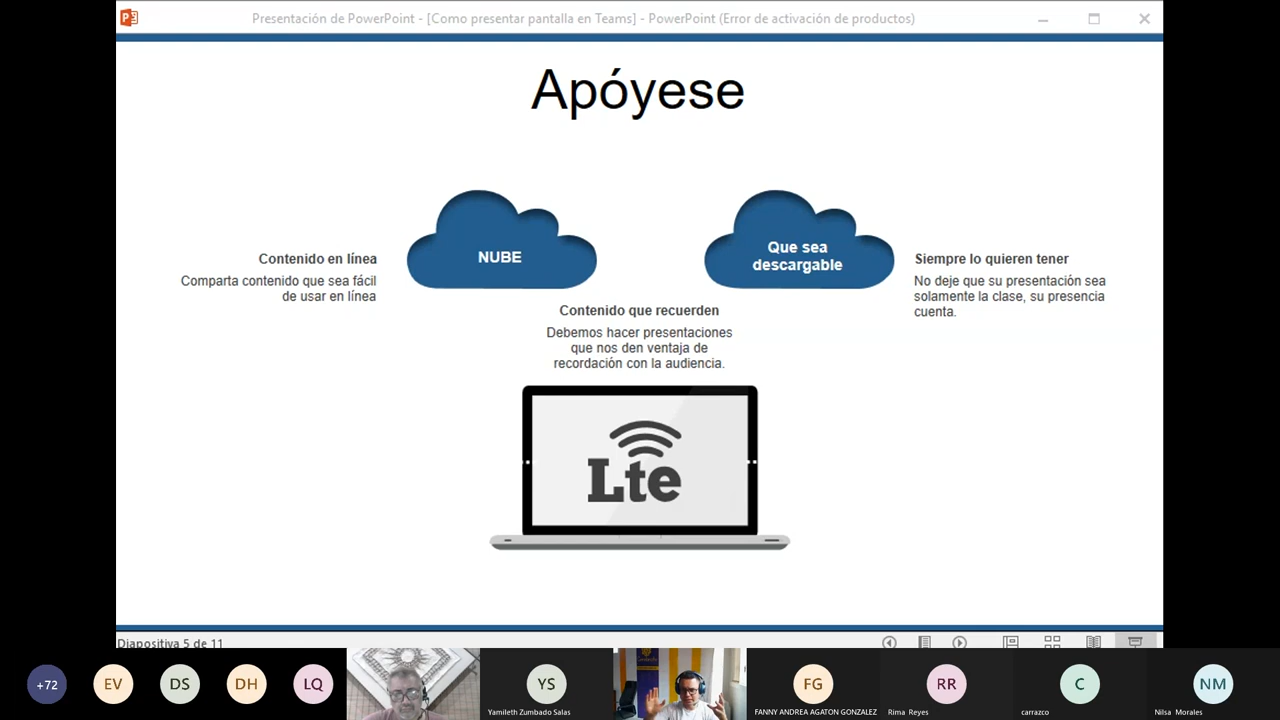 Presentación de PowerPoint - [Como presentar pantalla en Teams] - PowerPoint (Error de activación de productos)
Apóyese
NUBE
Que sea
descargable
Contenido en línea
Comparta contenido que sea fácil
de usar en línea
Siempre lo quieren tener
No deje que su presentación sea
solamente la clase, su presencia
cuenta.
Contenido que recuerden
Debemos hacer presentaciones
que nos den ventaja de
recordación con la audiencia.
Lte
Diapositiva 5 de 11
+72
EV
DS
DH
LQ
YS
Yamileth Zumbado Salas
FG
FANNY ANDREA AGATON GONZALEZ
RR
Rima Reyes
C
carrazco
NM
Nilsa Morales